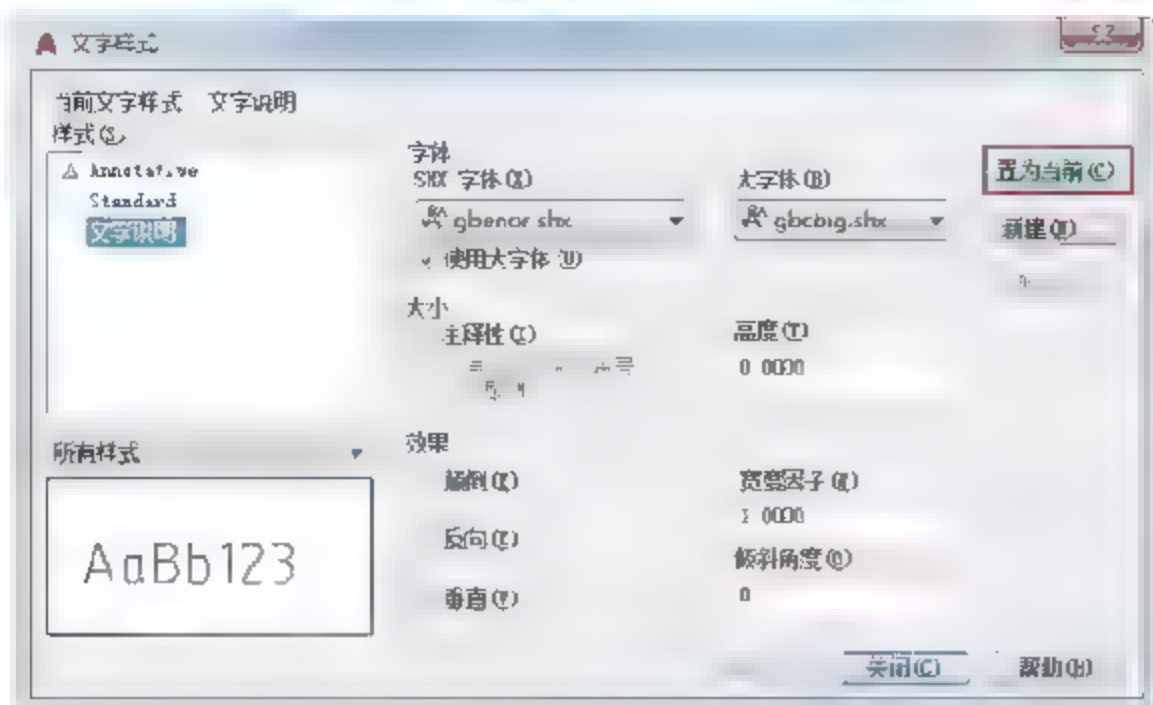 文字样式
当前文字样式 文字说明
样式(S)
Annotative
Standard
文字说明
所有样式
AaBb123
字体
SHX 字体(X)
gbenor.shx
使用大字体(U)
大字体(B)
gbcbig.shx
大小
注释性(I)
高度(T)
0.0000
效果
颠倒(E)
反向(K)
垂直(V)
宽度因子(W)
1.0000
倾斜角度(O)
0
置为当前(C)
新建(N)
关闭(C)
帮助(H)